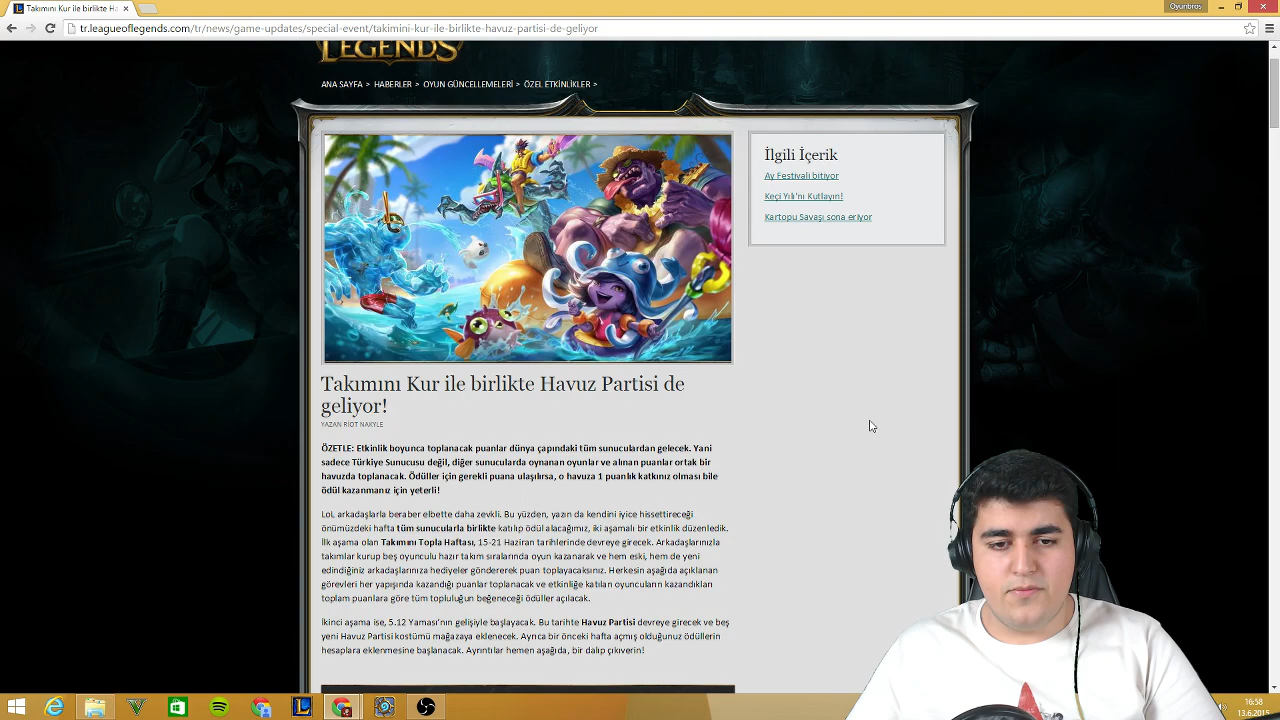 Takımını Kur ile birlikte Ha
Oyunbros
tr.leagueoflegends.com/tr/news/game-updates/special-event/takimini-kur-ile-birlikte-havuz-partisi-de-geliyor
LEGENDS
ANA SAYFA > HABERLER > OYUN GÜNCELLEMELERİ > ÖZEL ETKİNLİKLER >
İlgili İçerik
Ay Festivali bitiyor
Keçi Yılı'nı Kutlayın!
Kartopu Savaşı sona eriyor
Takımını Kur ile birlikte Havuz Partisi de
geliyor!
YAZAN RIOT NAKYLE
ÖZETLE: Etkinlik boyunca toplanacak puanlar dünya çapındaki tüm sunuculardan gelecek. Yani
sadece Türkiye Sunucusu değil, diğer sunucularda oynanan oyunlar ve alınan puanlar ortak bir
havuzda toplanacak. Ödüller için gerekli puana ulaşılırsa, o havuza 1 puanlık katkınız olması bile
ödül kazanmanız için yeterli!
LoL arkadaşlarla beraber elbette daha zevkli. Bu yüzden, yazın da kendini iyice hissettireceği
önümüzdeki hafta tüm sunucularla birlikte katılıp ödül alacağımız, iki aşamalı bir etkinlik düzenledik.
İlk aşama olan Takımını Topla Haftası, 15-21 Haziran tarihlerinde devreye girecek. Arkadaşlarınızla
takımlar kurup beş oyunculu hazır takım sıralarında oyun kazanarak ve hem eski, hem de yeni
edindiğiniz arkadaşlarınıza hediyeler göndererek puan toplayacaksınız. Herkesin aşağıda açıklanan
görevleri her yapışında kazandığı puanlar toplanacak ve etkinliğe katılan oyuncuların kazandıkları
toplam puanlara göre tüm topluluğun beğeneceği ödüller açılacak.
İkinci aşama ise, 5.12 Yaması'nın gelişiyle başlayacak. Bu tarihte Havuz Partisi devreye girecek ve beş
yeni Havuz Partisi kostümü mağazaya eklenecek. Ayrıca bir önceki hafta açmış olduğunuz ödüllerin
hesaplara eklenmesine başlanacak. Ayrıntılar hemen aşağıda, bir dalıp çıkıverin!
16:58
13.6.2015